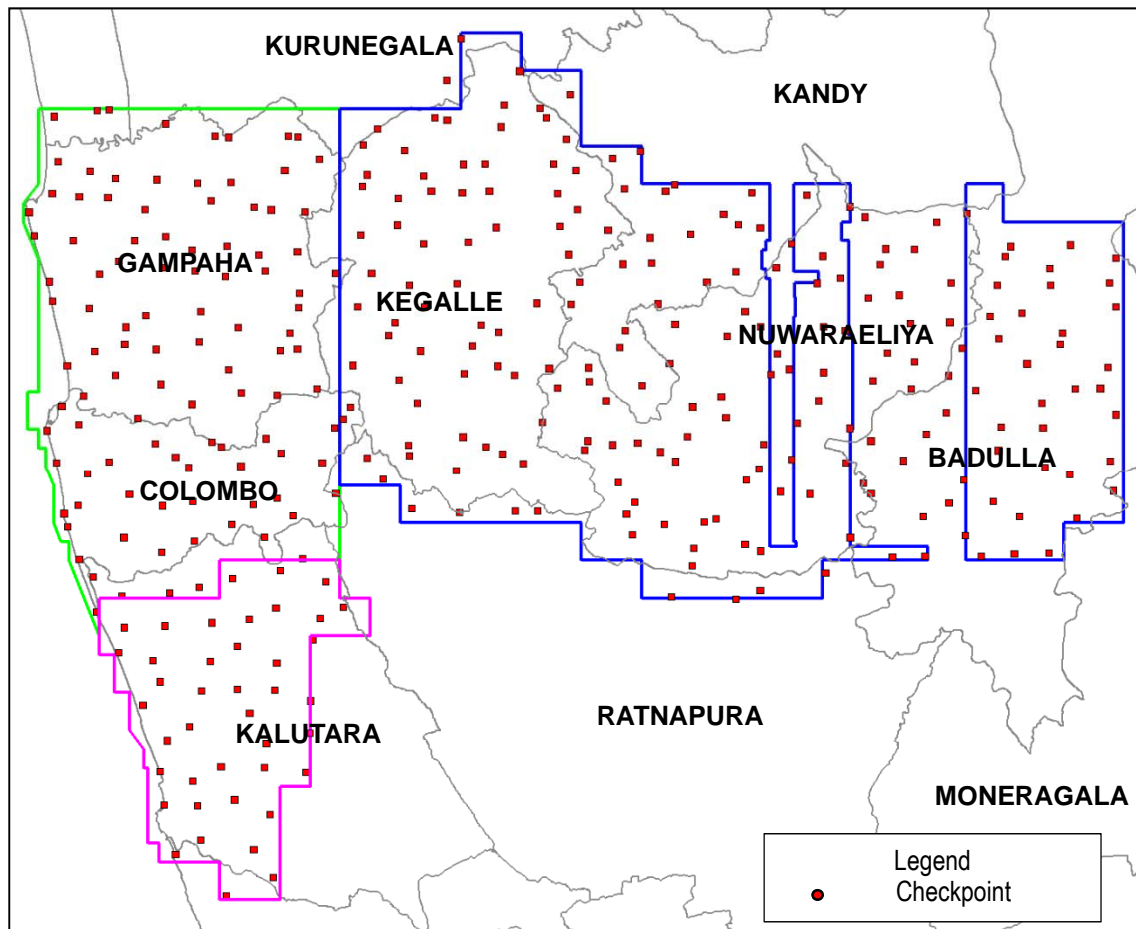 KURUNEGALA
KANDY
GAMPAHA
KEGALLE
NUWARAELIYA
BADULLA
COLOMBO
RATNAPURA
KALUTARA
MONERAGALA
Legend
Checkpoint